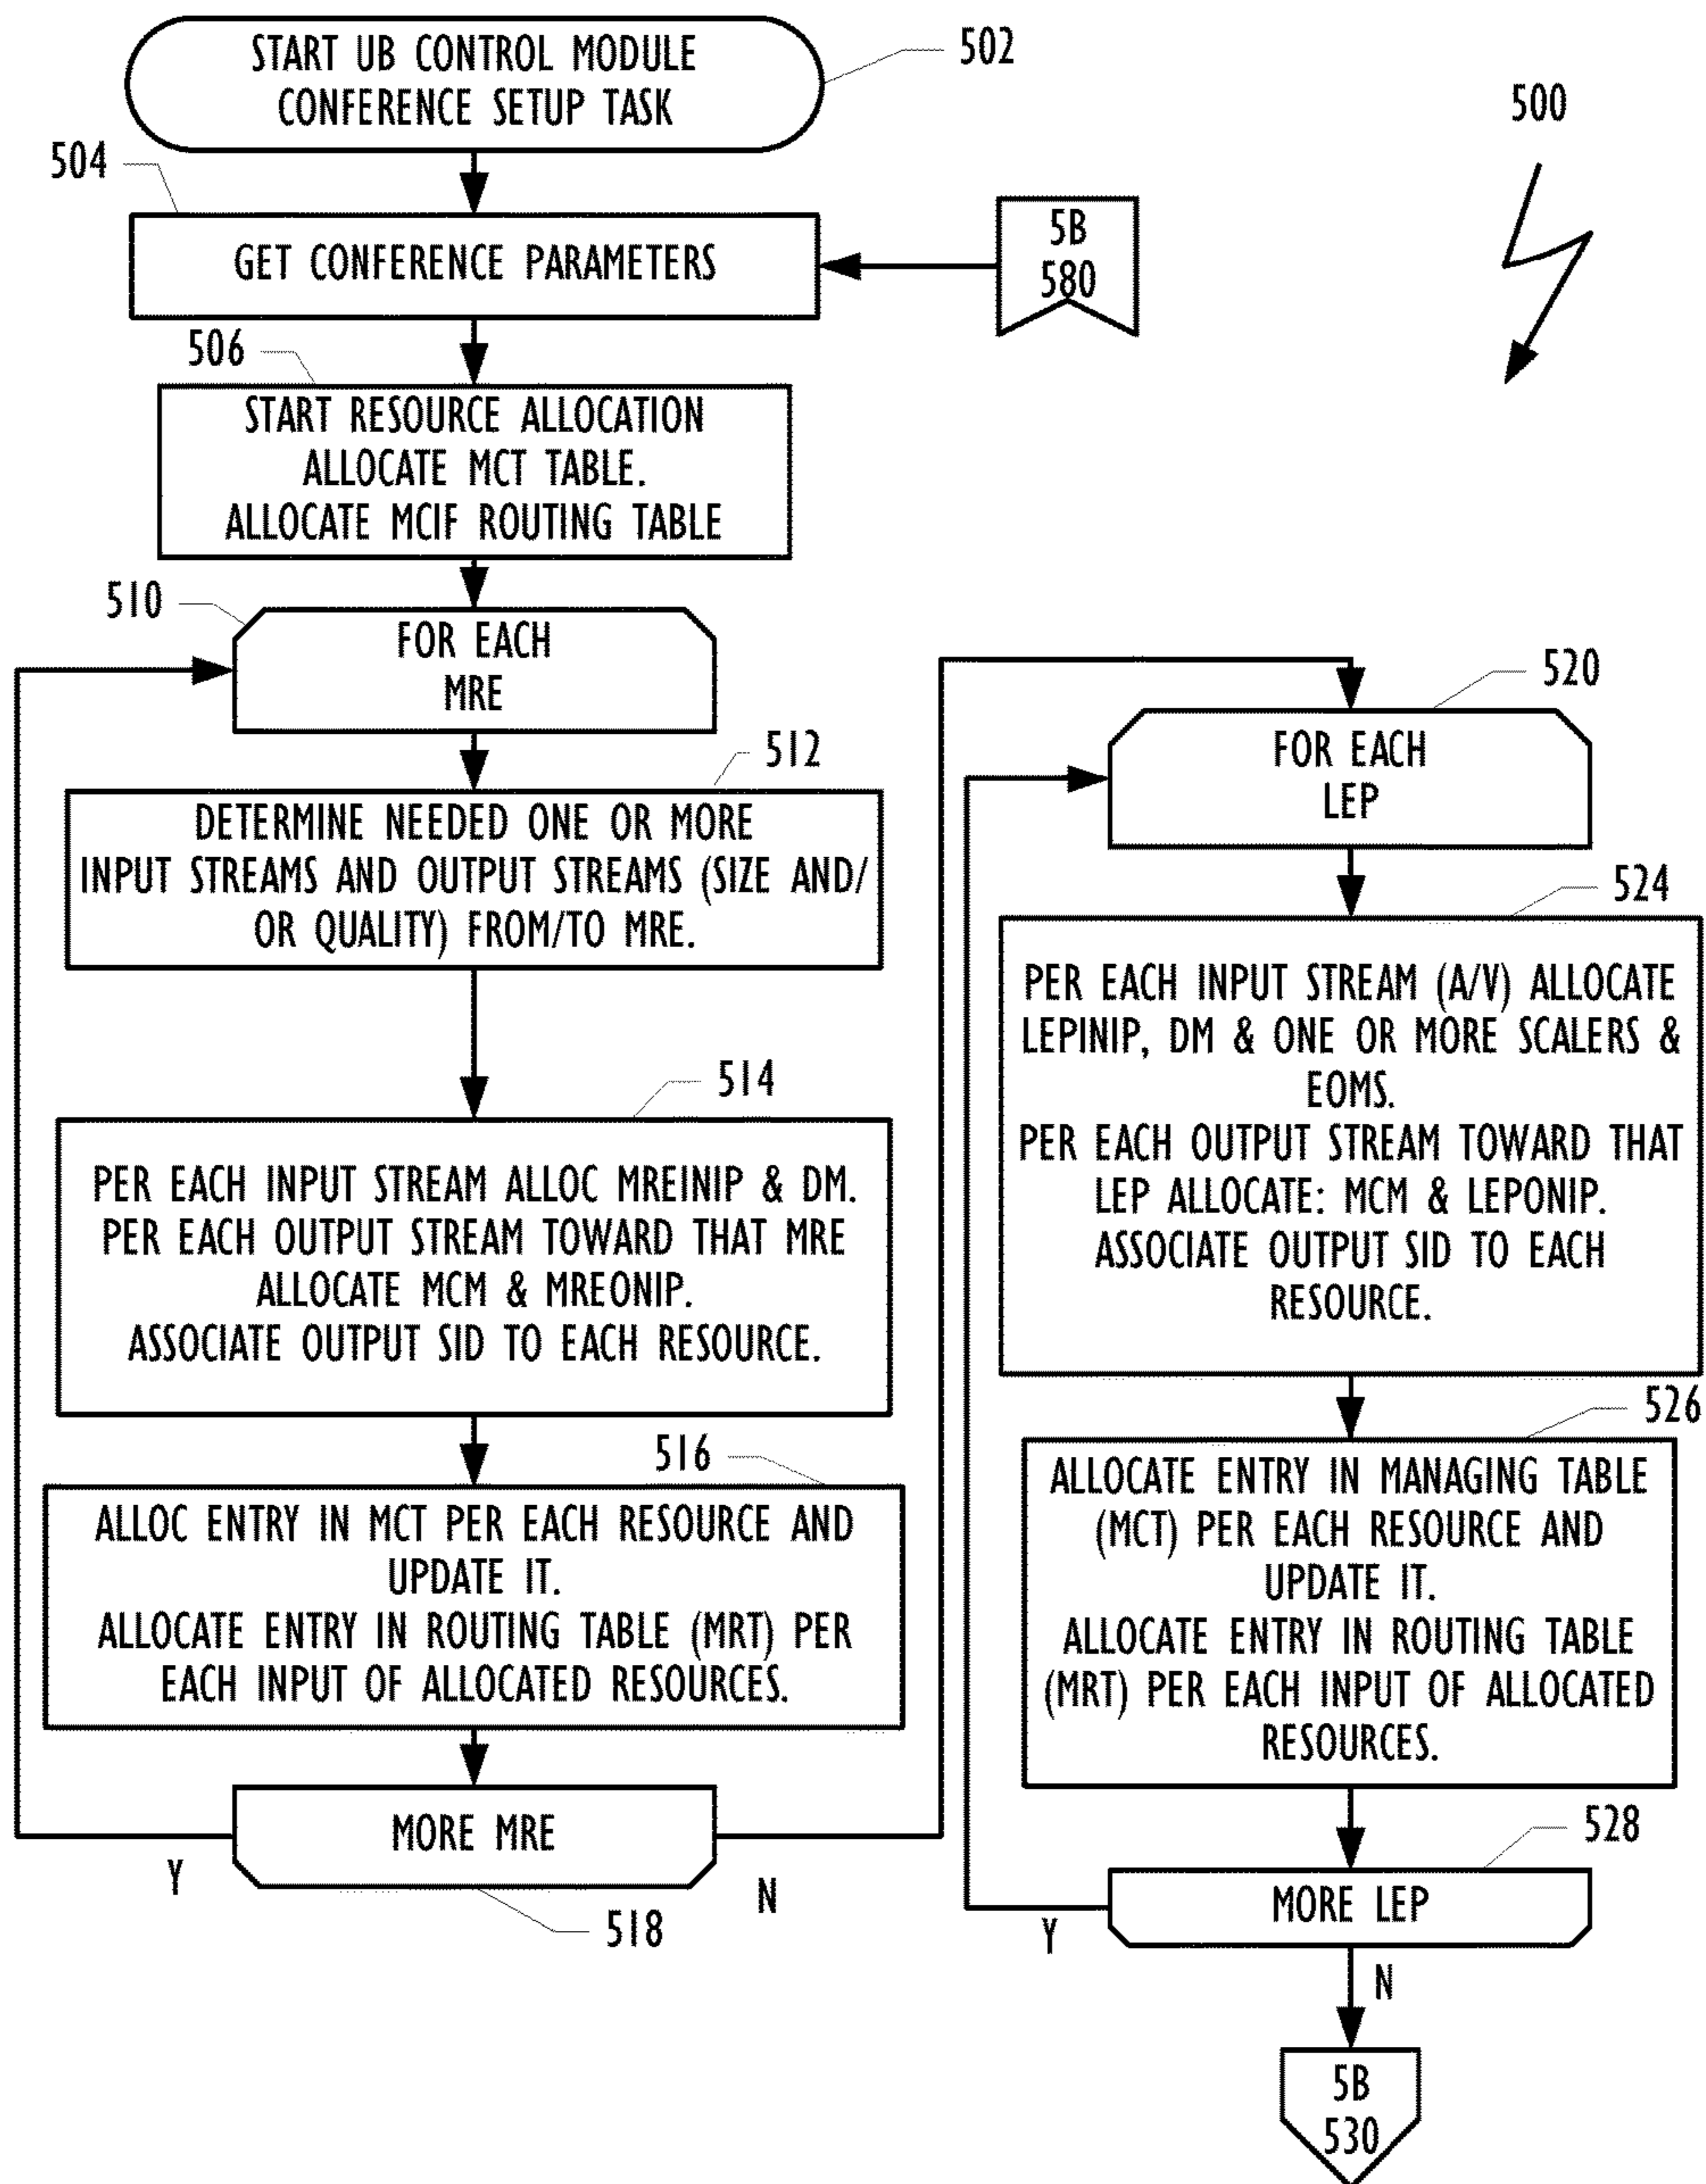 START UB CONTROL MODULE
CONFERENCE SETUP TASK
502
500
504
GET CONFERENCE PARAMETERS
5B
580
506
START RESOURCE ALLOCATION
ALLOCATE MCT TABLE.
ALLOCATE MCIF ROUTING TABLE
510
FOR EACH
MRE
512
DETERMINE NEEDED ONE OR MORE
INPUT STREAMS AND OUTPUT STREAMS (SIZE AND/
OR QUALITY) FROM/TO MRE.
514
PER EACH INPUT STREAM ALLOC MREINIP & DM.
PER EACH OUTPUT STREAM TOWARD THAT MRE
ALLOCATE MCM & MREONIP.
ASSOCIATE OUTPUT SID TO EACH RESOURCE.
516
ALLOC ENTRY IN MCT PER EACH RESOURCE AND
UPDATE IT.
ALLOCATE ENTRY IN ROUTING TABLE (MRT) PER
EACH INPUT OF ALLOCATED RESOURCES.
MORE MRE
Y
N
518
520
FOR EACH
LEP
524
PER EACH INPUT STREAM (A/V) ALLOCATE
LEPINIP, DM & ONE OR MORE SCALERS &
EOMS.
PER EACH OUTPUT STREAM TOWARD THAT
LEP ALLOCATE: MCM & LEPONIP.
ASSOCIATE OUTPUT SID TO EACH
RESOURCE.
526
ALLOCATE ENTRY IN MANAGING TABLE
(MCT) PER EACH RESOURCE AND
UPDATE IT.
ALLOCATE ENTRY IN ROUTING TABLE
(MRT) PER EACH INPUT OF ALLOCATED
RESOURCES.
528
MORE LEP
Y
N
5B
530